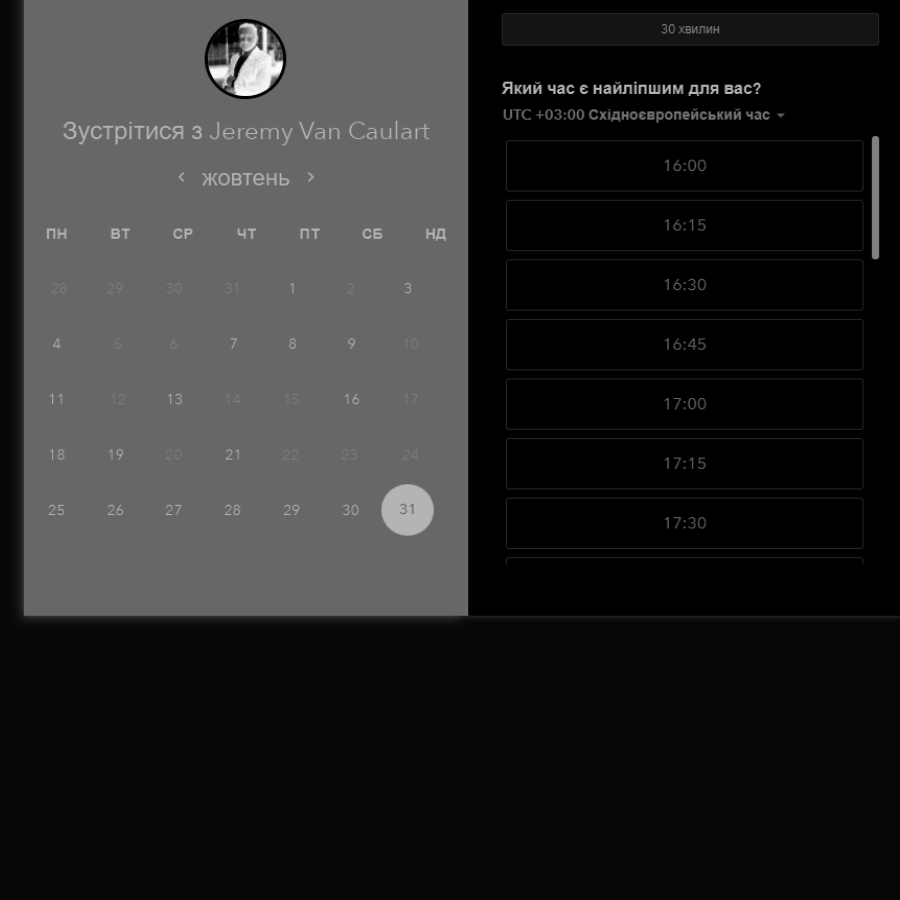 Зустрітися з Jeremy Van Caulart
жовтень
ПН ВТ СР ЧТ ПТ СБ НД
28 29 30 31 1 2 3
4 5 6 7 8 9 10
11 12 13 14 15 16 17
18 19 20 21 22 23 24
25 26 27 28 29 30 31
30 хвилин
Який час є найліпшим для вас?
UTC +03:00 Східноєвропейський час
16:00
16:15
16:30
16:45
17:00
17:15
17:30